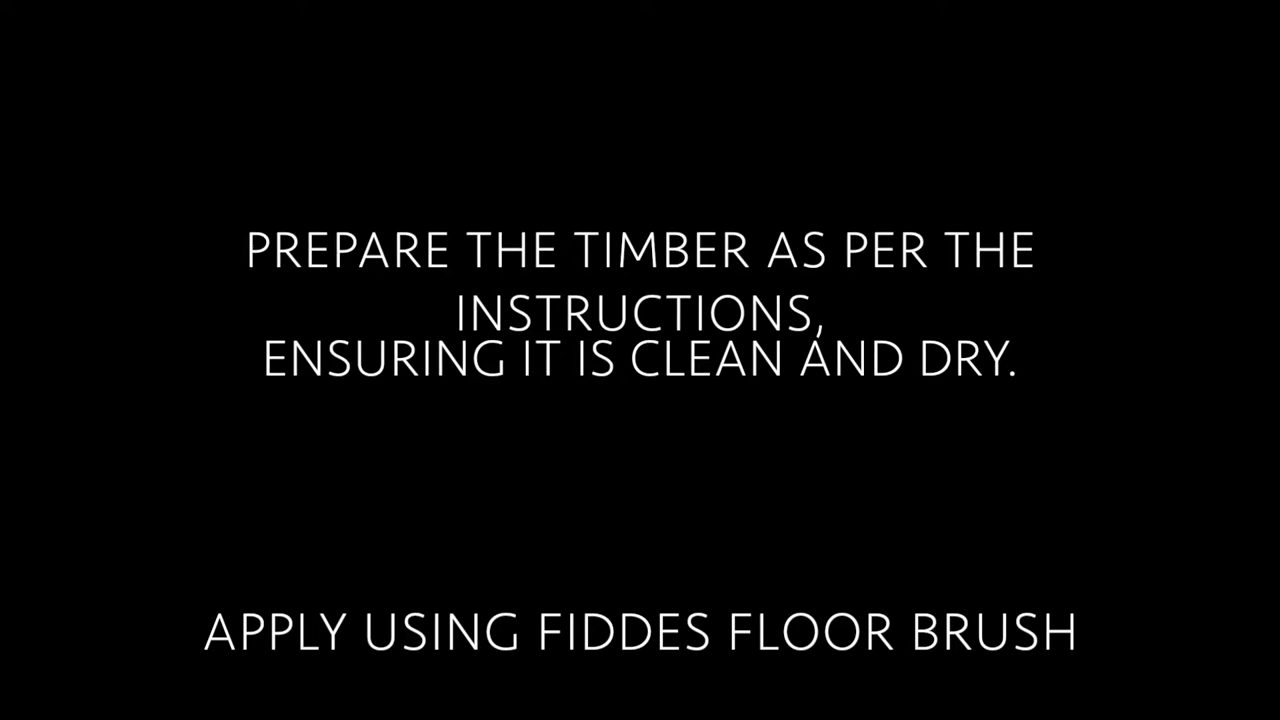 PREPARE THE TIMBER AS PER THE
INSTRUCTIONS,
ENSURING IT IS CLEAN AND DRY.
APPLY USING FIDDES FLOOR BRUSH